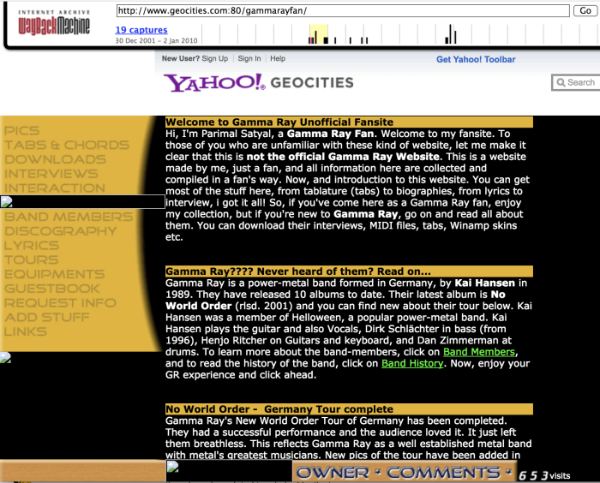 INTERNET ARCHIVE
WayBackMachine
http://www.geocities.com:80/gammarayfan/
Go
19 captures
30 Dec 2001 – 2 Jan 2010
New User? Sign Up | Sign In | Help
Get Yahoo! Toolbar
YAHOO! GEOCITIES
Search
PICS
TABS & CHORDS
DOWNLOADS
INTERVIEWS
INTERACTION
BAND MEMBERS
DISCOGRAPHY
LYRICS
TOURS
EQUIPMENTS
GUESTBOOK
REQUEST INFO
ADD STUFF
LINKS
Welcome to Gamma Ray Unofficial Fansite
Hi, I'm Parimal Satyal, a Gamma Ray Fan. Welcome to my fansite. To
those of you who are unfamiliar with these kind of website, let me make it
clear that this is not the official Gamma Ray Website. This is a website
made by me, just a fan, and all information here are collected and
compiled in a fan's way. Now, and introduction to this website. You can get
most of the stuff here, from tablature (tabs) to biographies, from lyrics to
interview, i got it all! So, if you've come here as a Gamma Ray fan, enjoy
my collection, but if you're new to Gamma Ray, go on and read all about
them. You can download their interviews, MIDI files, tabs, Winamp skins
etc.
Gamma Ray???? Never heard of them? Read on...
Gamma Ray is a power-metal band formed in Germany, by Kai Hansen in
1989. They have released 10 albums to date. Their latest album is No
World Order (rlsd. 2001) and you can find new about their tour below. Kai
Hansen was a member of Helloween, a popular power-metal band. Kai
Hansen plays the guitar and also Vocals, Dirk Schlächter in bass (from
1996), Henjo Ritcher on Guitars and keyboard, and Dan Zimmerman at
drums. To learn more about the band-members, click on Band Members,
and to read the history of the band, click on Band History. Now, enjoy your
GR experience and click ahead.
No World Order - Germany Tour complete
Gamma Ray's New World Order Tour of Germany has been completed.
They had a successful performance and the audience loved it. It just left
them breathless. This reflects Gamma Ray as a well established metal band
with metal's greatest musicians. New pics of the tour have been added in
OWNER • COMMENTS •
653 visits